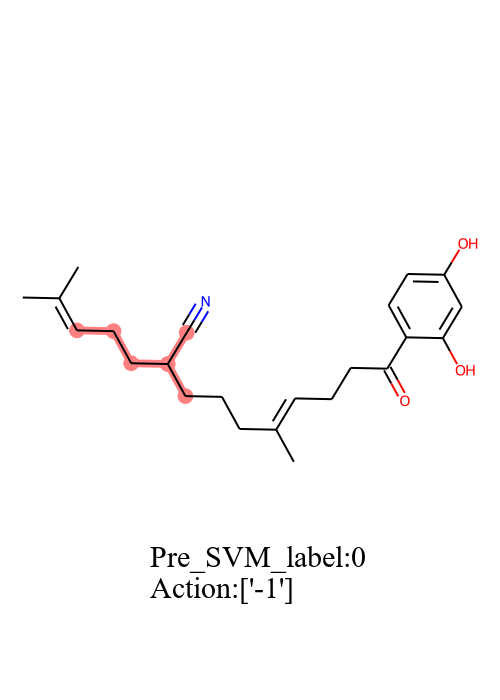 OH
N
OH
O
Pre_SVM_label:0
Action:['-1']